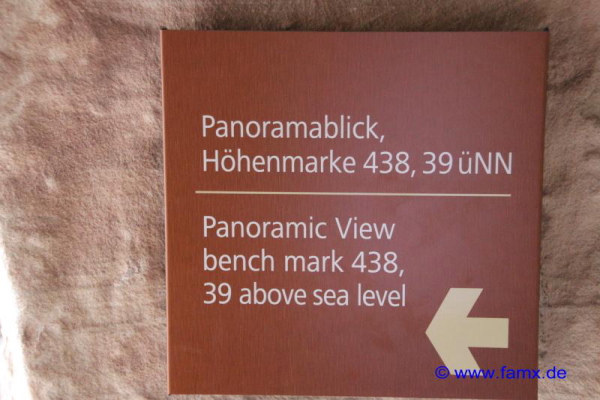 Panoramablick,
Höhenmarke 438, 39 üNN
Panoramic View
bench mark 438,
39 above sea level
© www.famx.de